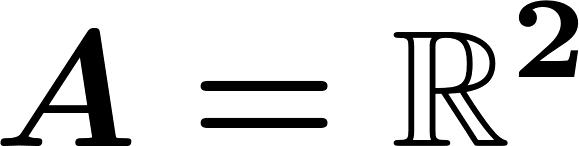 A = ℝ²